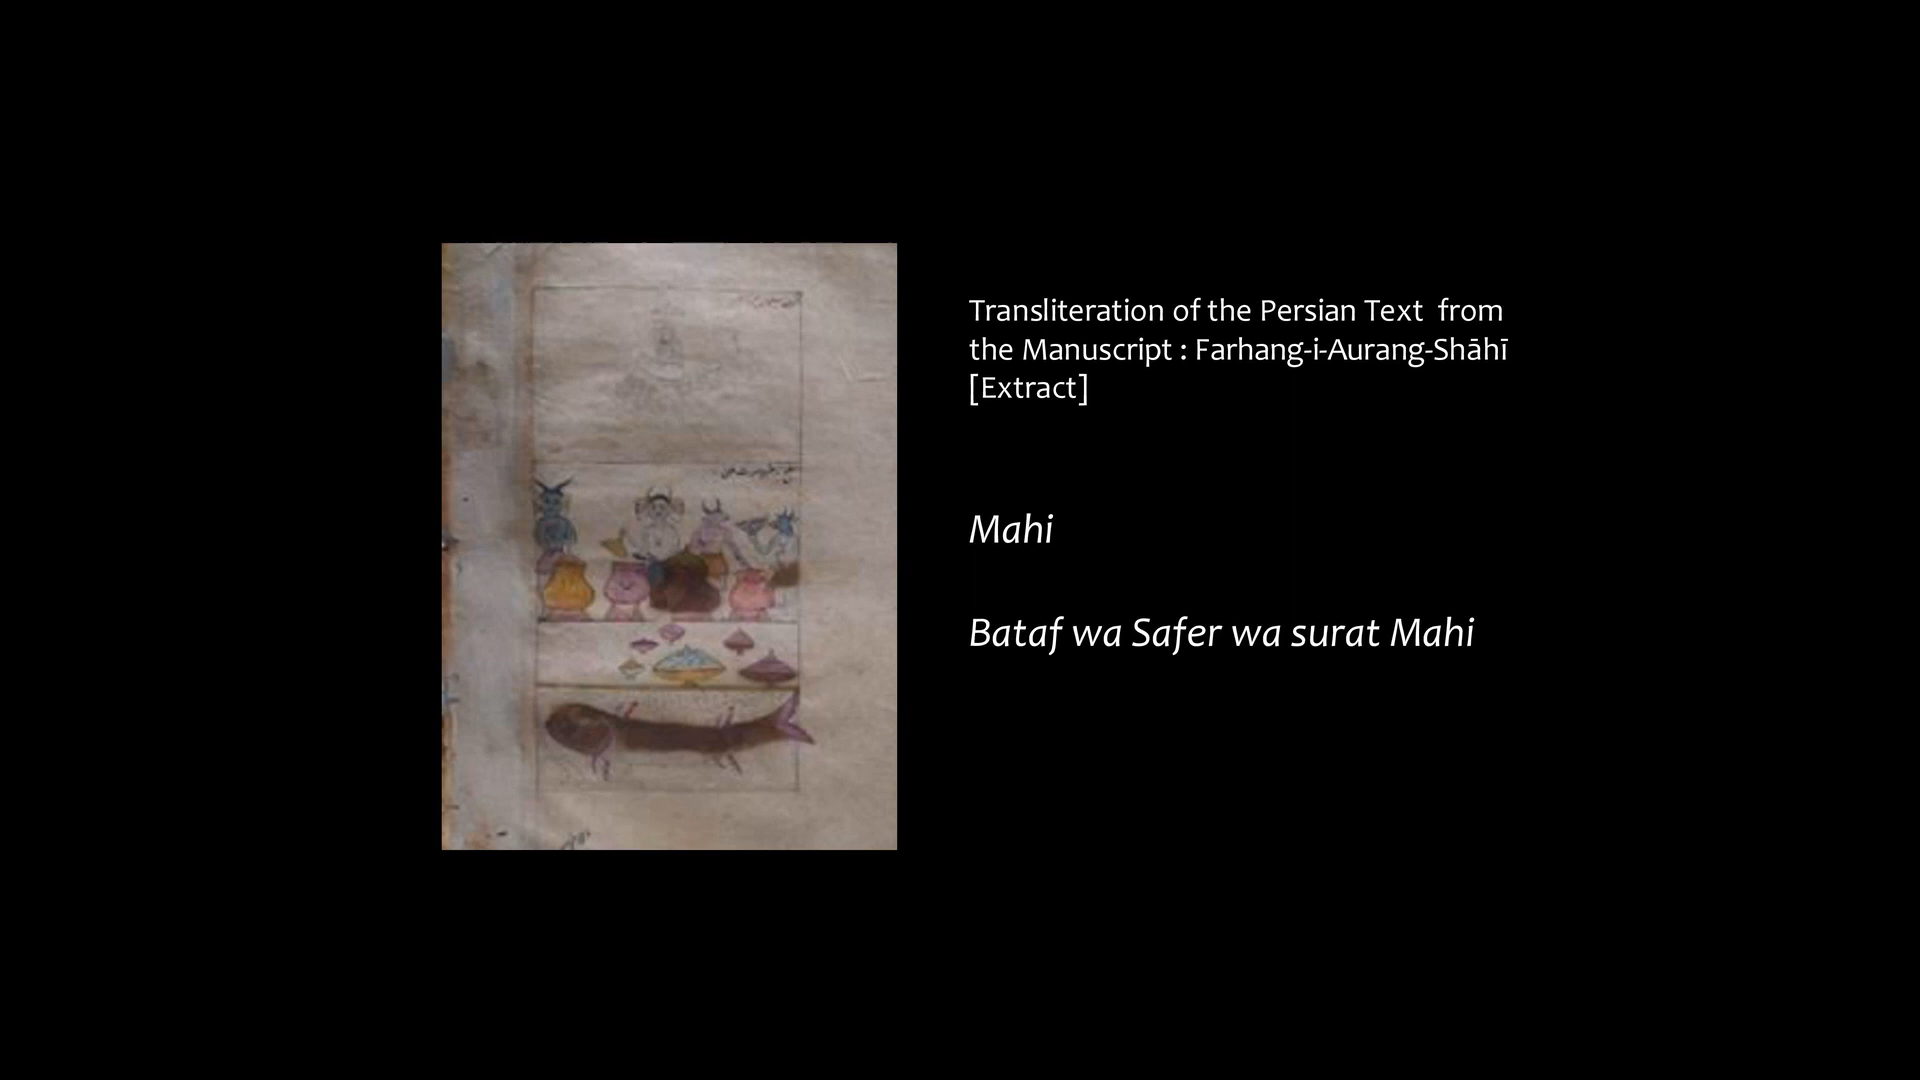 Transliteration of the Persian Text from
the Manuscript : Farhang-i-Aurang-Shāhī
[Extract]
Mahi
Bataf wa Safer wa surat Mahi